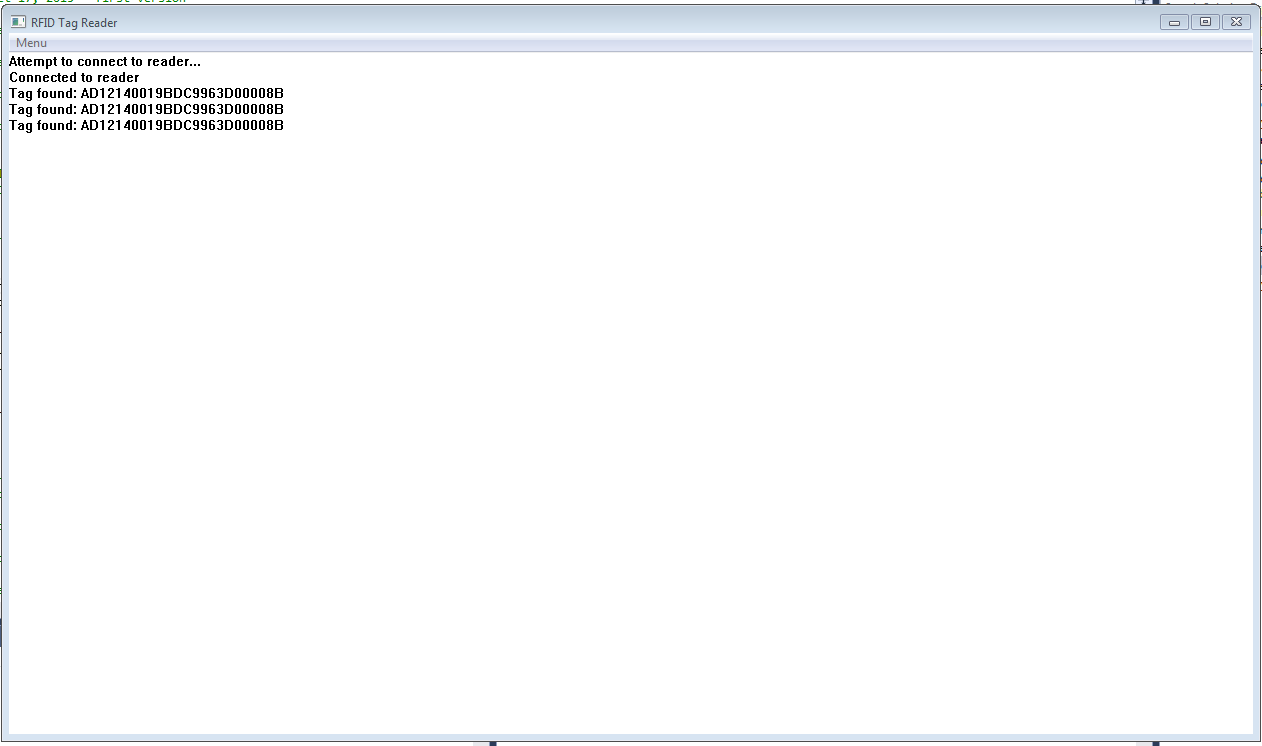 RFID Tag Reader
Menu
Attempt to connect to reader...
Connected to reader
Tag found: AD12140019BDC9963D00008B
Tag found: AD12140019BDC9963D00008B
Tag found: AD12140019BDC9963D00008B